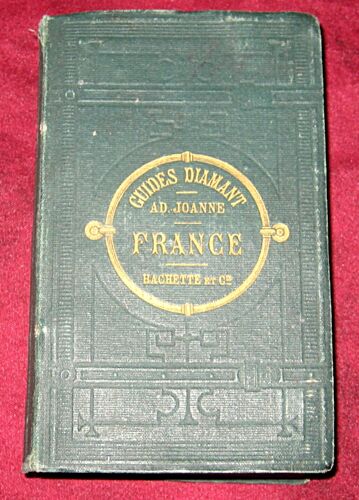 GUIDES DIAMANT
AD. JOANNE
FRANCE
HACHETTE ET CIE